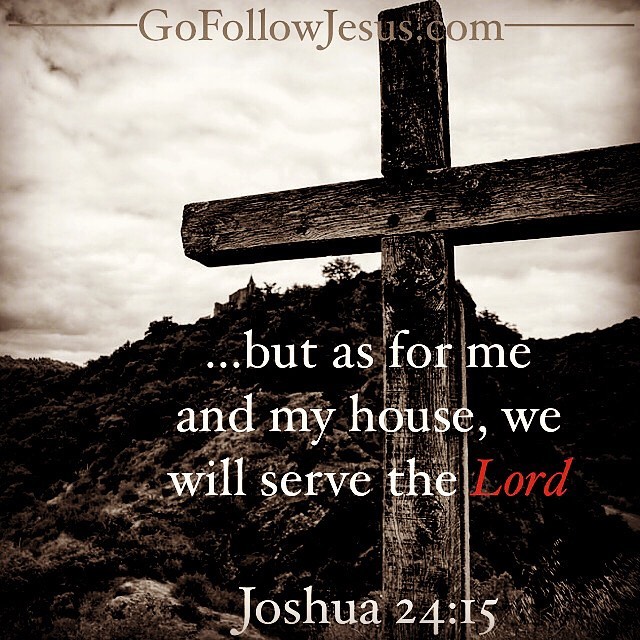 GoFollowJesus.com
...but as for me
and my house, we
will serve the Lord
Joshua 24:15